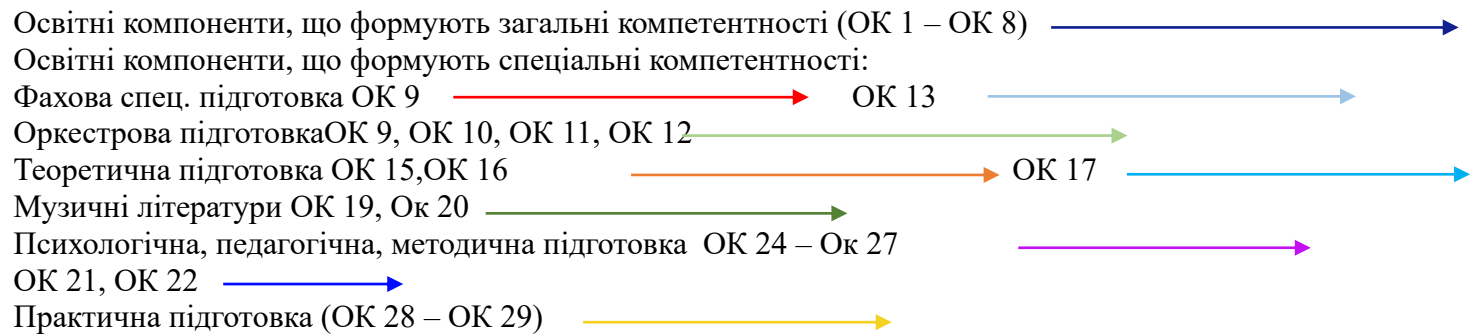 Освітні компоненти, що формують загальні компетентності (ОК 1 – ОК 8)
Освітні компоненти, що формують спеціальні компетентності:
Фахова спец. підготовка ОК 9 ОК 13
Оркестрова підготовкаОК 9, ОК 10, ОК 11, ОК 12
Теоретична підготовка ОК 15,ОК 16 ОК 17
Музичні літератури ОК 19, Ок 20
Психологічна, педагогічна, методична підготовка ОК 24 – Ок 27
ОК 21, ОК 22
Практична підготовка (ОК 28 – ОК 29)